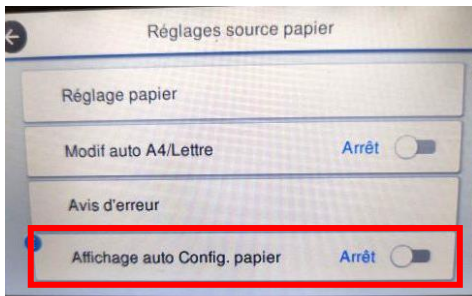 Réglages source papier
Réglage papier
Modif auto A4/Lettre Arrêt
Avis d'erreur
Affichage auto Config. papier Arrêt